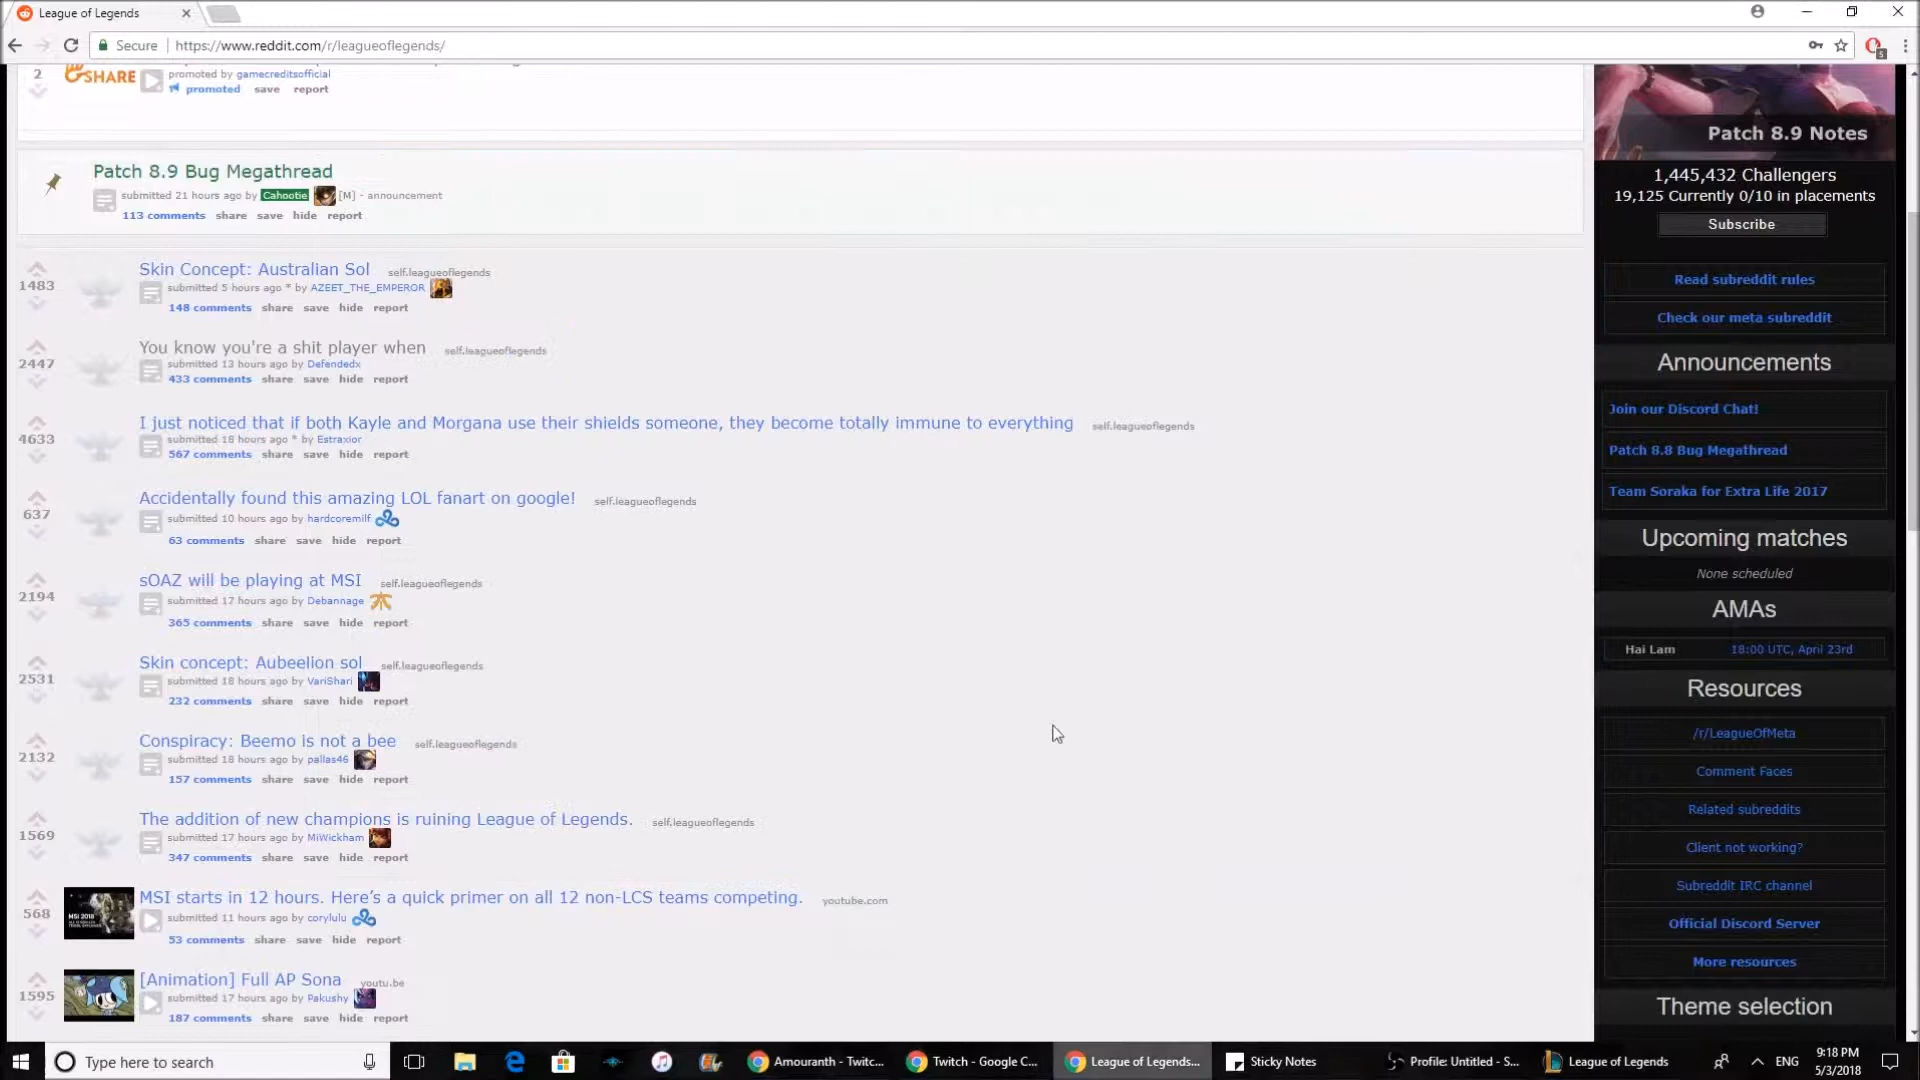 League of Legends
Secure https://www.reddit.com/r/leagueoflegends/
5
2 SHARE promoted by gamecreditsofficial
promoted save report
Patch 8.9 Bug Megathread
submitted 21 hours ago by Cahootie [M] - announcement
113 comments share save hide report
Skin Concept: Australian Sol self.leagueoflegends
1483 submitted 5 hours ago * by AZEET_THE_EMPEROR
148 comments share save hide report
You know you're a shit player when self.leagueoflegends
2447 submitted 13 hours ago by Defendedx
433 comments share save hide report
I just noticed that if both Kayle and Morgana use their shields someone, they become totally immune to everything self.leagueoflegends
4633 submitted 18 hours ago * by Estraxior
567 comments share save hide report
Accidentally found this amazing LOL fanart on google! self.leagueoflegends
637 submitted 10 hours ago by hardcoremilf
63 comments share save hide report
sOAZ will be playing at MSI self.leagueoflegends
2194 submitted 17 hours ago by Debannage
365 comments share save hide report
Skin concept: Aubeelion sol self.leagueoflegends
2531 submitted 18 hours ago by VariShari
232 comments share save hide report
Conspiracy: Beemo is not a bee self.leagueoflegends
2132 submitted 18 hours ago by pallas46
157 comments share save hide report
The addition of new champions is ruining League of Legends. self.leagueoflegends
1569 submitted 17 hours ago by MiWickham
347 comments share save hide report
MSI starts in 12 hours. Here's a quick primer on all 12 non-LCS teams competing. youtube.com
568 MSI 2018 submitted 11 hours ago by corylulu
53 comments share save hide report
[Animation] Full AP Sona youtu.be
1595 submitted 17 hours ago by Pakushy
187 comments share save hide report
Patch 8.9 Notes
1,445,432 Challengers
19,125 Currently 0/10 in placements
Subscribe
Read subreddit rules
Check our meta subreddit
Announcements
Join our Discord Chat!
Patch 8.8 Bug Megathread
Team Soraka for Extra Life 2017
Upcoming matches
None scheduled
AMAs
Hai Lam 18:00 UTC, April 23rd
Resources
/r/LeagueOfMeta
Comment Faces
Related subreddits
Client not working?
Subreddit IRC channel
Official Discord Server
More resources
Theme selection
Type here to search Amouranth - Twitc... Twitch - Google C... League of Legends... Sticky Notes Profile: Untitled - S... League of Legends ENG 9:18 PM
5/3/2018